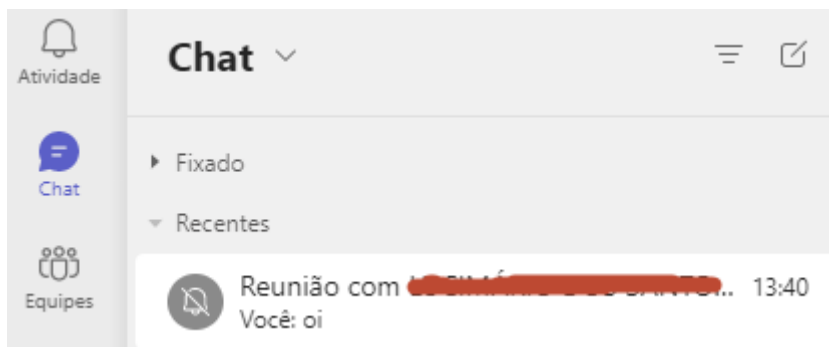 Atividade
Chat
Chat
Fixado
Recentes
Equipes
Reunião com 13:40
Você: oi